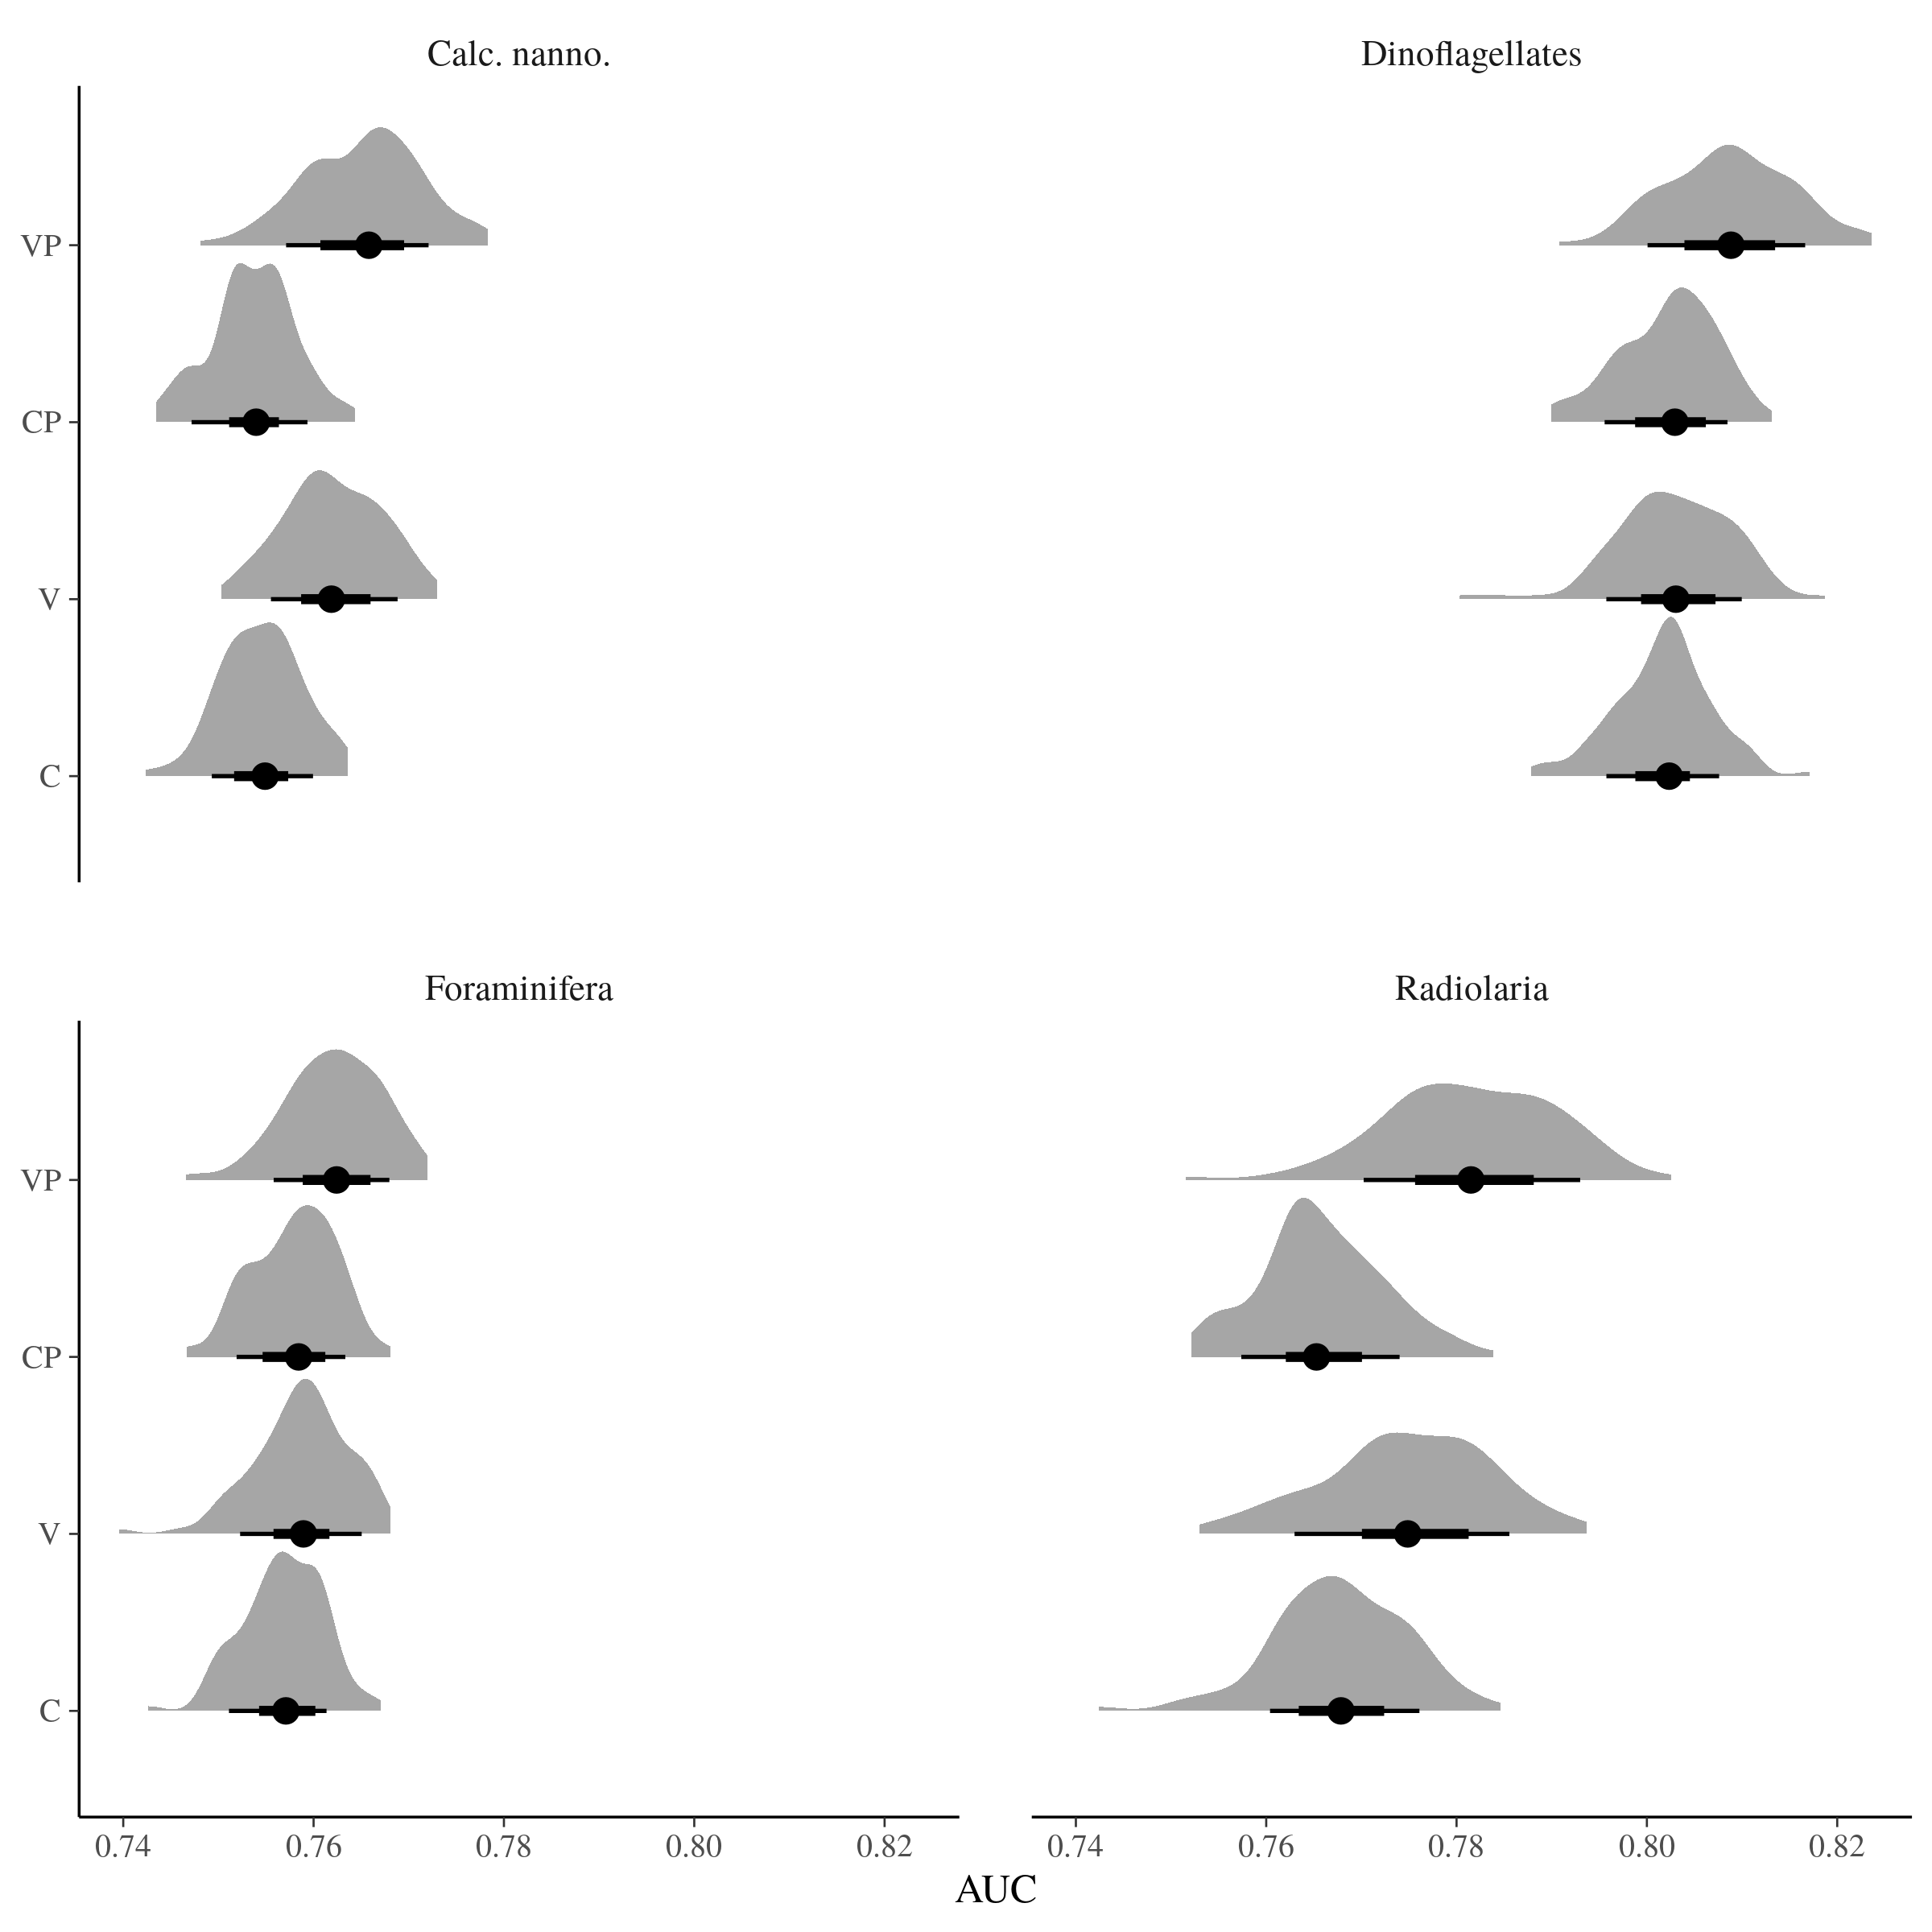 Calc. nanno.
Dinoflagellates
VP
CP
V
C
Foraminifera
Radiolaria
VP
CP
V
C
0.74 0.76 0.78 0.80 0.82 0.74 0.76 0.78 0.80 0.82
AUC